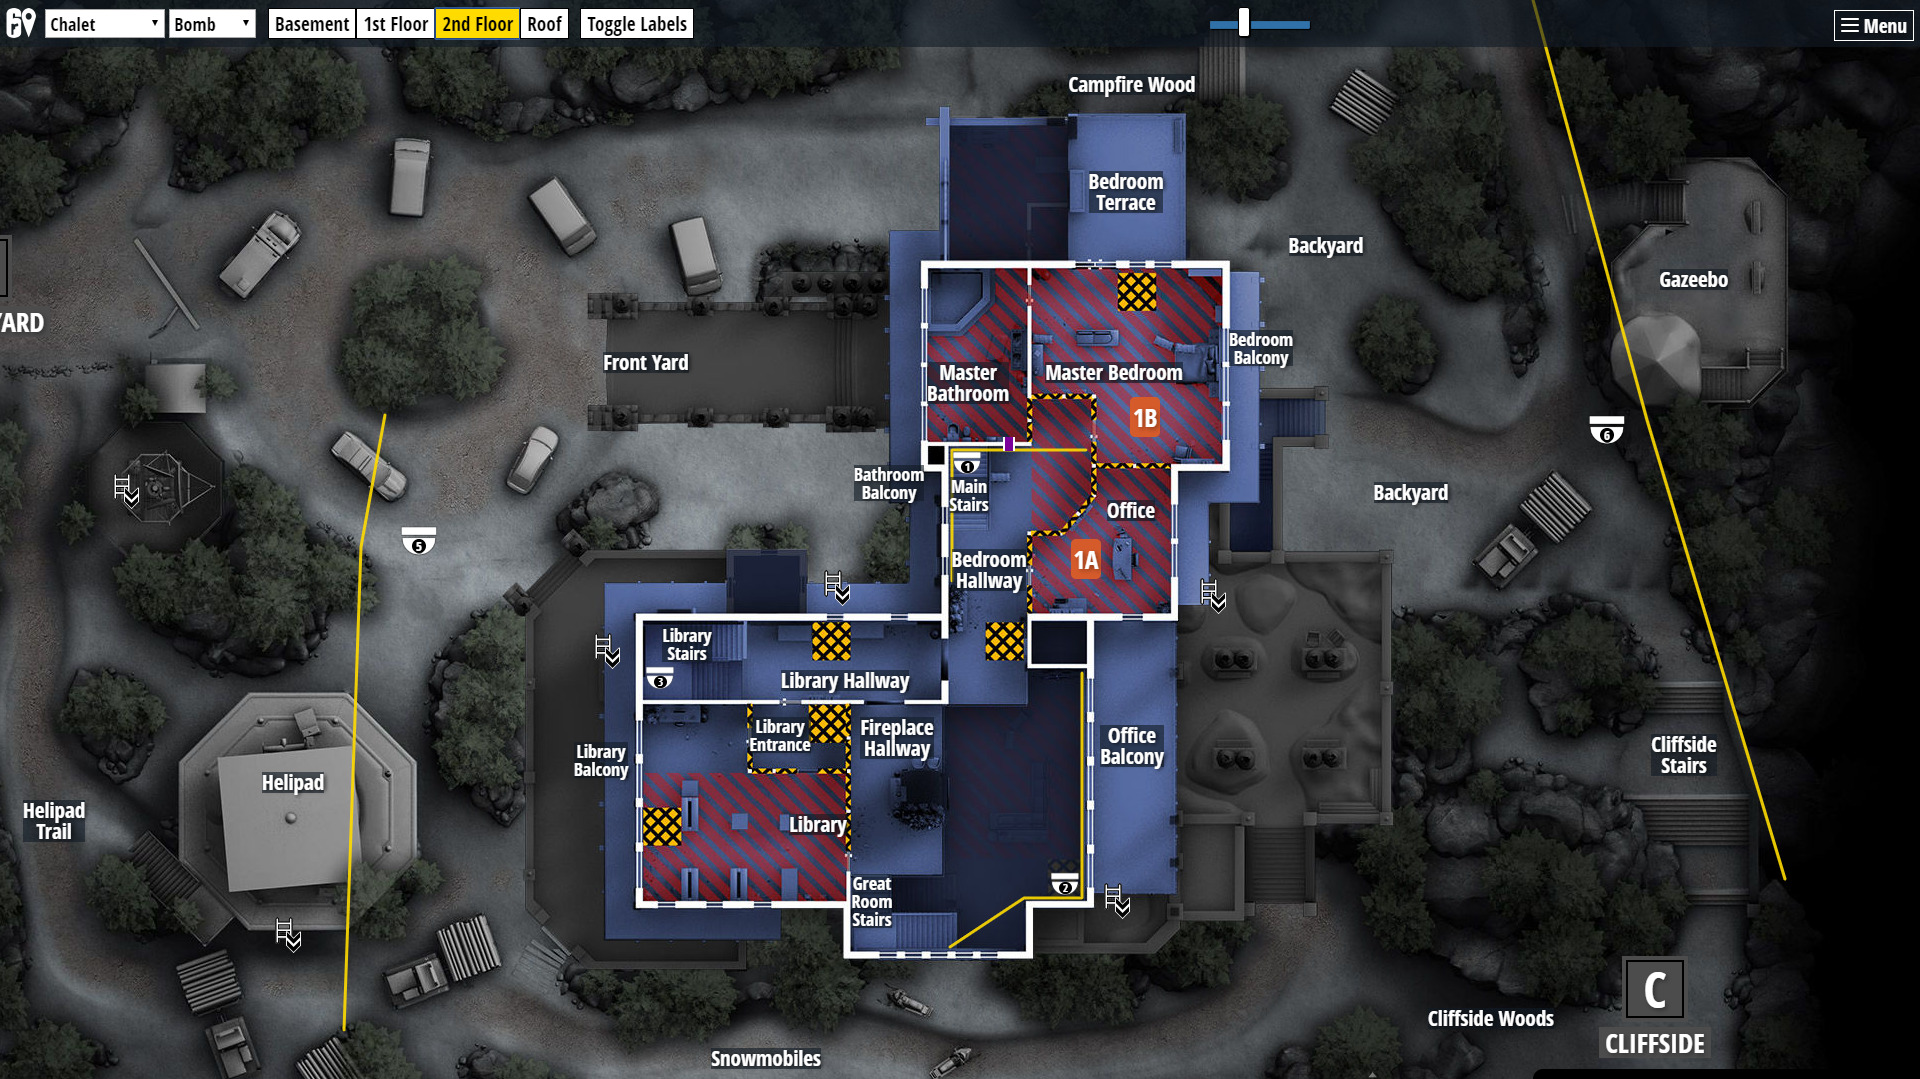 Chalet
Bomb
Basement
1st Floor
2nd Floor
Roof
Toggle Labels
Menu
Campfire Wood
Bedroom
Terrace
Backyard
Gazeebo
YARD
Front Yard
Bedroom
Balcony
Master
Bathroom
Master Bedroom
1B
6
Bathroom
Balcony
1
Main
Stairs
Office
Backyard
5
Bedroom
Hallway
1A
Library
Stairs
3
Library Hallway
Library
Entrance
Fireplace
Hallway
Office
Balcony
Cliffside
Stairs
Library
Balcony
Helipad
Helipad
Trail
Library
2
Great
Room
Stairs
C
CLIFFSIDE
Cliffside Woods
Snowmobiles